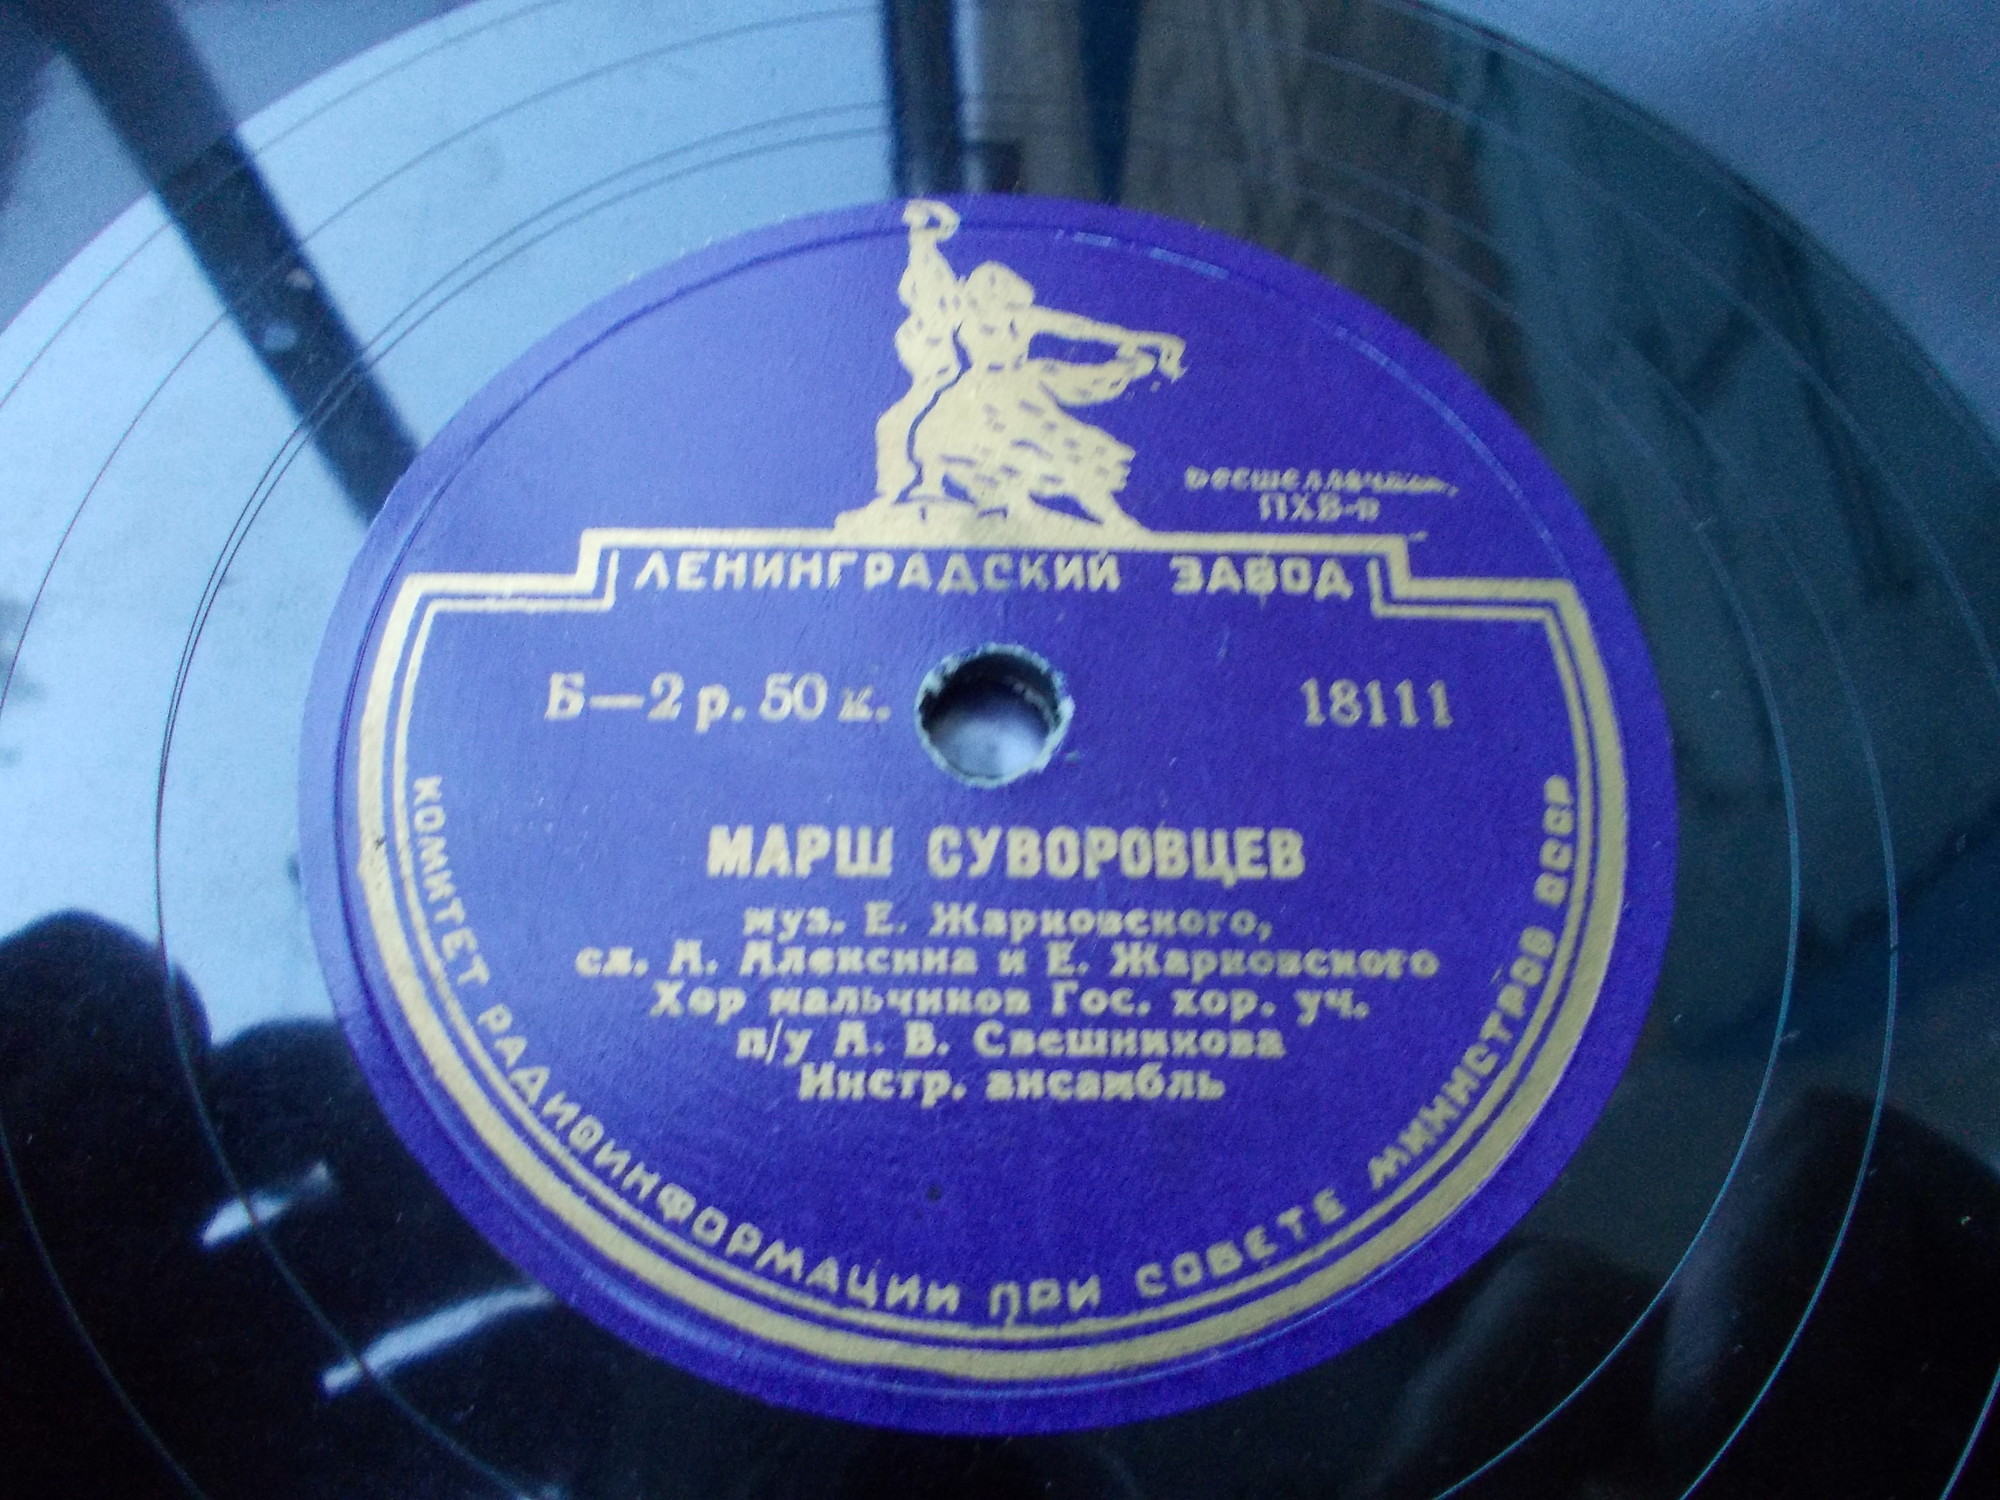 Бесшеллачная
ПХВ-Р
ЛЕНИНГРАДСКИЙ ЗАВОД
Б—2 р. 50 к. 18111
МАРШ СУВОРОВЦЕВ
муз. Е. Жарковского,
сл. А. Алексина и Е. Жарковского
Хор мальчиков Гос. хор. уч.
п/у А. В. Свешникова
Инстр. ансамбль
КОМИТЕТ РАДИОИНФОРМАЦИИ ПРИ СОВЕТЕ МИНИСТРОВ СССР